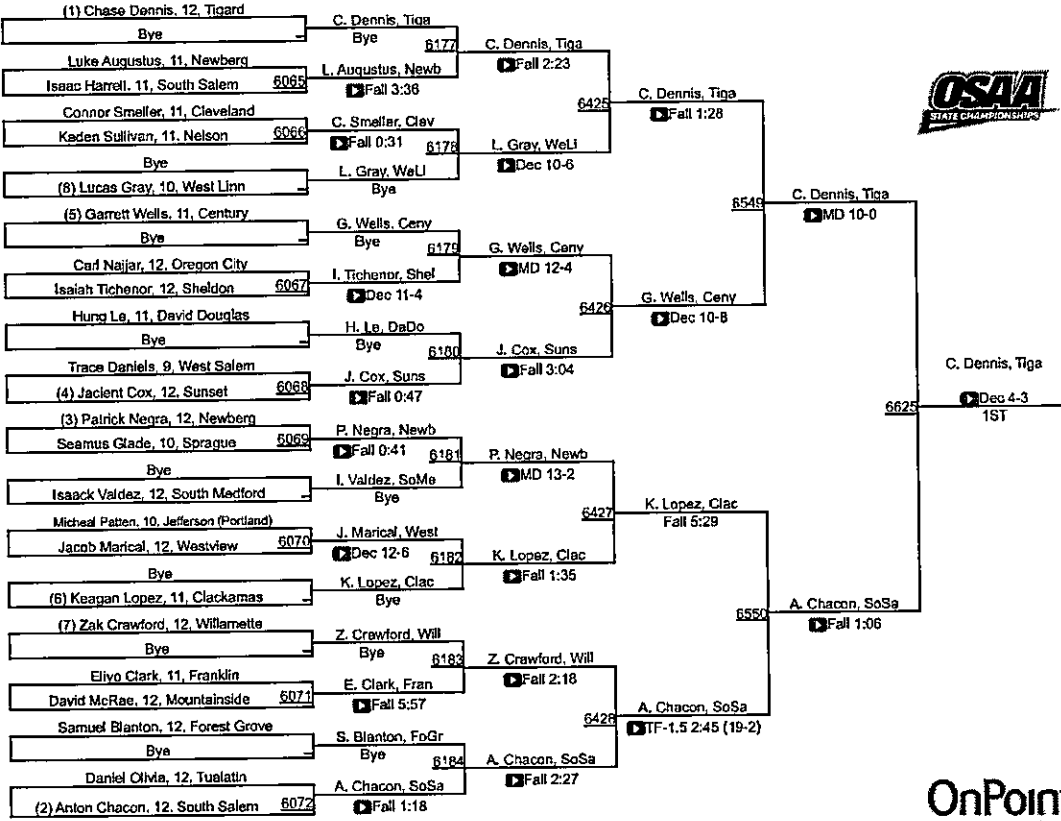 (1) Chase Dennis, 12, Tigard
Bye
Luke Augustus, 11, Newberg
Isaac Harrell, 11, South Salem 6065
Connor Smelfer, 11, Cleveland
Kaden Sullivan, 11, Nelson 6066
Bye
(8) Lucas Gray, 10, West Linn
(5) Garrett Wells, 11, Century
Bye
Carl Najjar, 12, Oregon City
Isaiah Tichenor, 12, Sheldon 6067
Hung Le, 11, David Douglas
Bye
Trace Daniels, 9, West Salem
(4) Jacient Cox, 12, Sunset 6068
(3) Patrick Negra, 12, Newberg
Seamus Glade, 10, Sprague 6069
Bye
Isaack Valdez, 12, South Medford
Micheal Patten, 10, Jefferson (Portland)
Jacob Marical, 12, Westview 6070
Bye
(6) Keagan Lopez, 11, Clackamas
(7) Zak Crawford, 12, Willamette
Bye
Eliyo Clark, 11, Franklin
David McRae, 12, Mountainside 6071
Samuel Blanton, 12, Forest Grove
Bye
Daniel Olivia, 12, Tualatin
(2) Anton Chacon, 12, South Salem 6072
C. Dennis, Tiga
Bye
6177
L. Augustus, Newb
Fall 3:36
C. Smelfer, Clev
Fall 0:31
6178
L. Gray, WeLi
Bye
G. Wells, Ceny
Bye
6179
I. Tichenor, Shel
Dec 11-4
H. Le, DaDo
Bye
6180
J. Cox, Suns
Fall 0:47
P. Negra, Newb
Fall 0:41
6181
I. Valdez, SoMe
Bye
J. Marical, West
Dec 12-6
6182
K. Lopez, Clac
Bye
Z. Crawford, Will
Bye
6183
E. Clark, Fran
Fall 5:57
S. Blanton, FoGr
Bye
6184
A. Chacon, SoSa
Fall 1:18
C. Dennis, Tiga
Fall 2:23
6425
L. Gray, WeLi
Dec 10-6
G. Wells, Ceny
MD 12-4
6426
J. Cox, Suns
Fall 3:04
P. Negra, Newb
MD 13-2
6427
K. Lopez, Clac
Fall 1:35
Z. Crawford, Will
Fall 2:18
6428
A. Chacon, SoSa
Fall 2:27
C. Dennis, Tiga
Fall 1:28
6549
G. Wells, Ceny
Dec 10-8
K. Lopez, Clac
Fall 5:29
6550
A. Chacon, SoSa
TF-1.5 2:45 (19-2)
C. Dennis, Tiga
MD 10-0
6625
A. Chacon, SoSa
Fall 1:06
C. Dennis, Tiga
Dec 4-3
1ST
OSAA
STATE CHAMPIONSHIPS
OnPoint